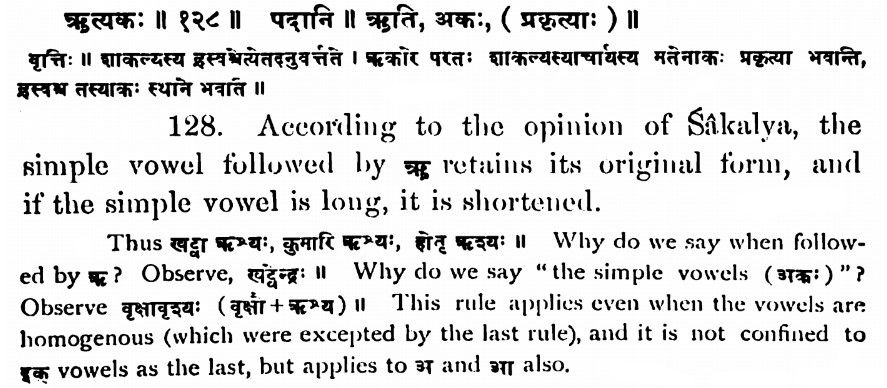 ऋत्यकः ॥ १२८ ॥ पदानि ॥ ऋति, अकः, ( प्रकृत्याः ) ॥
वृत्तिः ॥ शाकल्यस्य ह्रस्वश्चेत्येतदनुवर्त्तते । ऋकारे परतः शाकल्यस्याचार्यस्य मतेनाकः प्रकृत्या भवान्ति,
ह्रस्वश्च तस्याकः स्थाने भवति ॥
128. According to the opinion of Śâkalya, the
simple vowel followed by ऋ retains its original form, and
if the simple vowel is long, it is shortened.
Thus खट्वा ऋश्यः, कुमारि ऋश्यः, होतृ ऋश्यः ॥ Why do we say when follow-
ed by ऋ? Observe, खट्वेन्द्रः ॥ Why do we say "the simple vowels (अकः)"?
Observe वृक्षावृश्यः (वृक्षौ+ऋश्य) ॥ This rule applies even when the vowels are
homogenous (which were excepted by the last rule), and it is not confined to
इक् vowels as the last, but applies to अ and आ also.